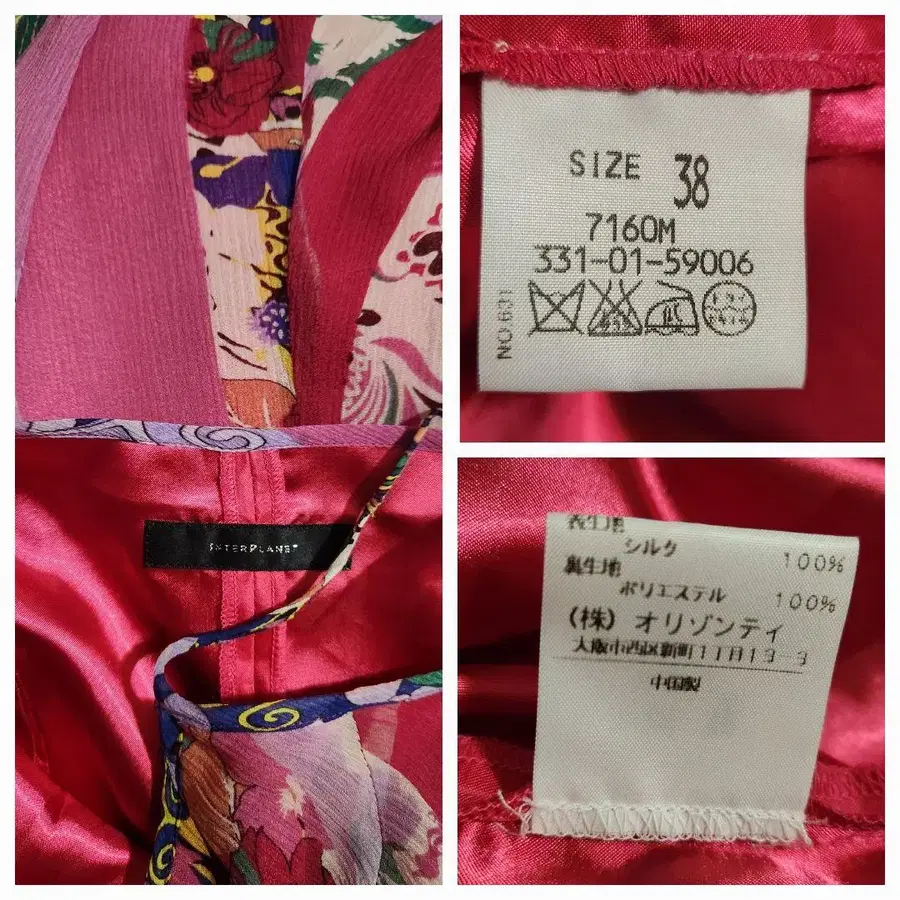 INTERPLANET
SIZE 38
7160M
331-01-59006
NO.631
表生地
シルク 100%
裏生地
ポリエステル 100%
(株) オリゾンティ
大阪市西区新町1丁目13-3
中国製